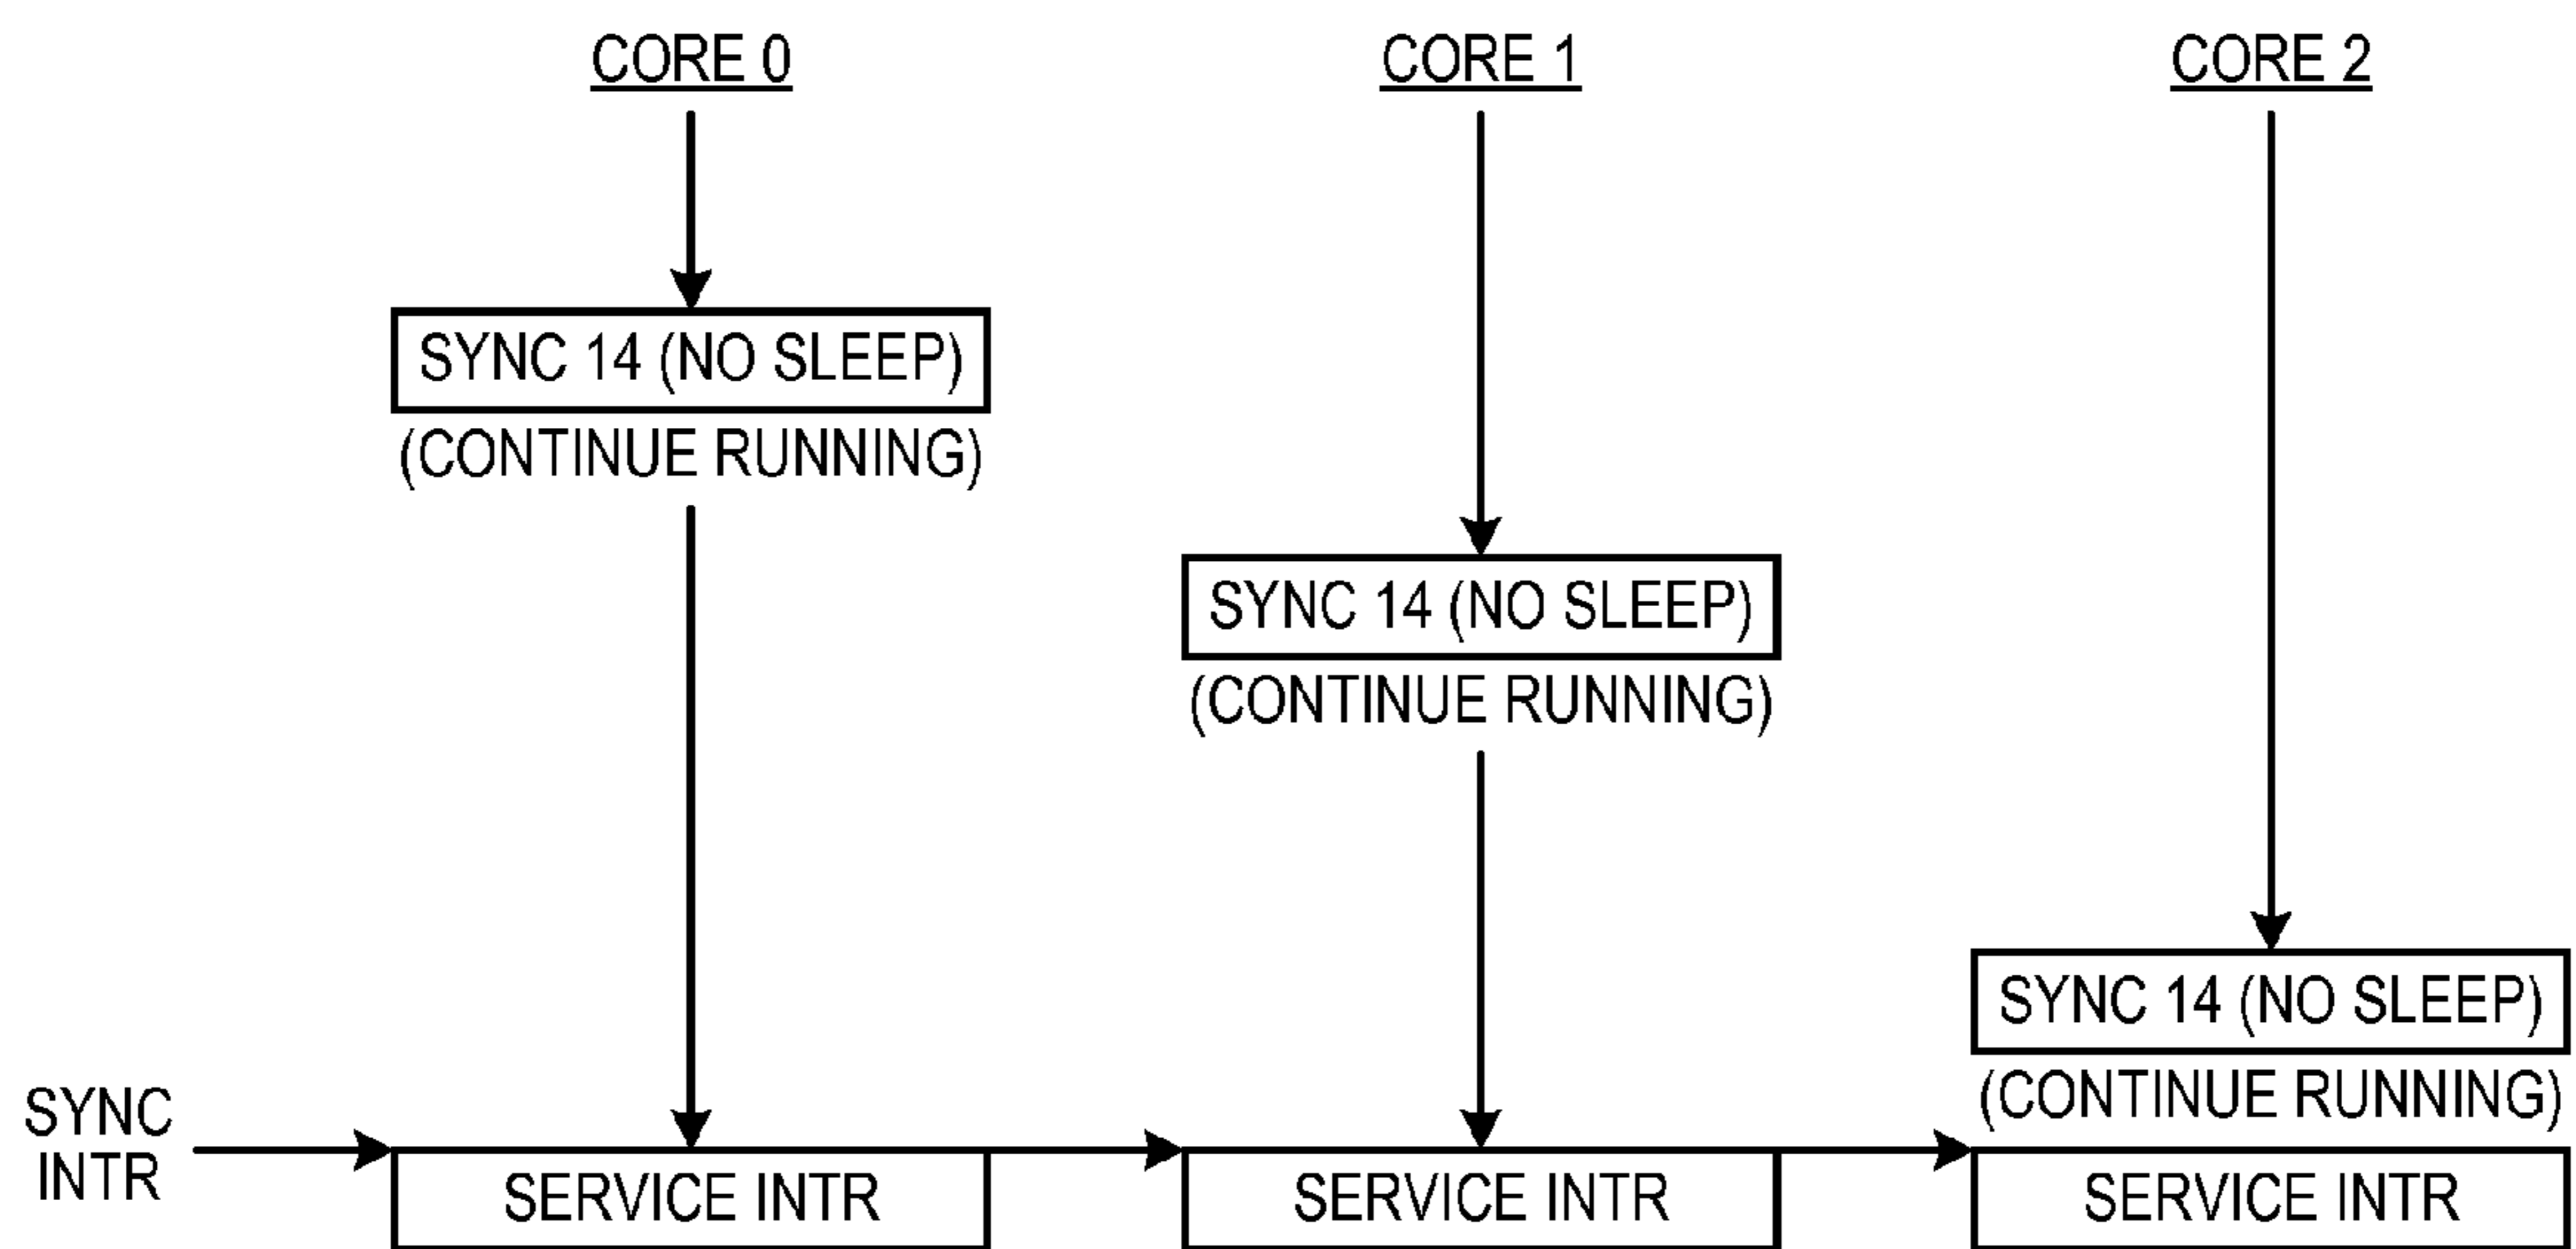 CORE 0
CORE 1
CORE 2
SYNC 14 (NO SLEEP)
(CONTINUE RUNNING)
SYNC 14 (NO SLEEP)
(CONTINUE RUNNING)
SYNC 14 (NO SLEEP)
(CONTINUE RUNNING)
SYNC
INTR
SERVICE INTR
SERVICE INTR
SERVICE INTR